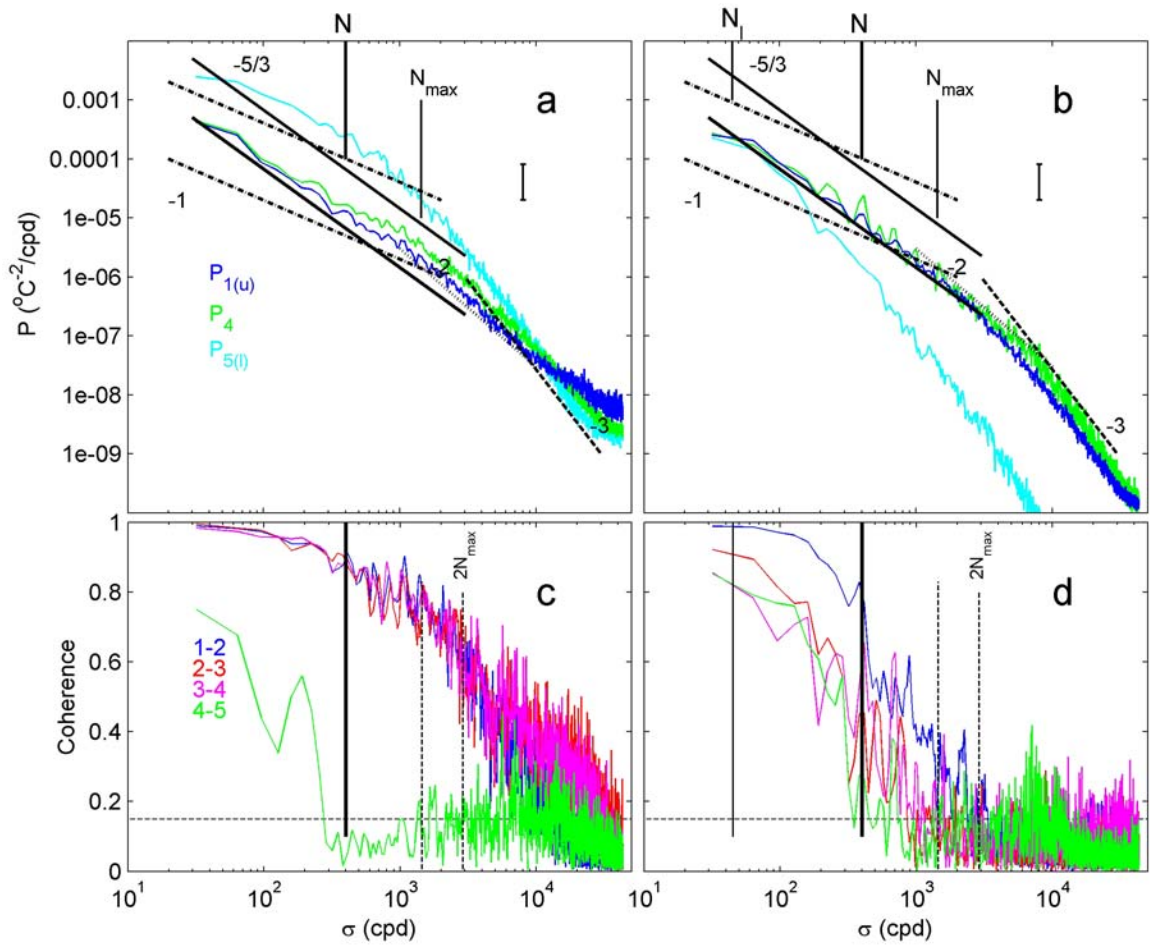 N
N_l
N
-5/3
N_max
a
-5/3
N_max
b
0.001
0.0001
1e-05
1e-06
1e-07
1e-08
1e-09
P (°C⁻²/cpd)
-1
-2
-3
P_1(u)
P_4
P_5(l)
-1
-2
-3
1
0.8
0.6
0.4
0.2
0
Coherence
2N_max
c
2N_max
d
1-2
2-3
3-4
4-5
10¹
10²
10³
10⁴
10¹
10²
10³
10⁴
σ (cpd)
σ (cpd)